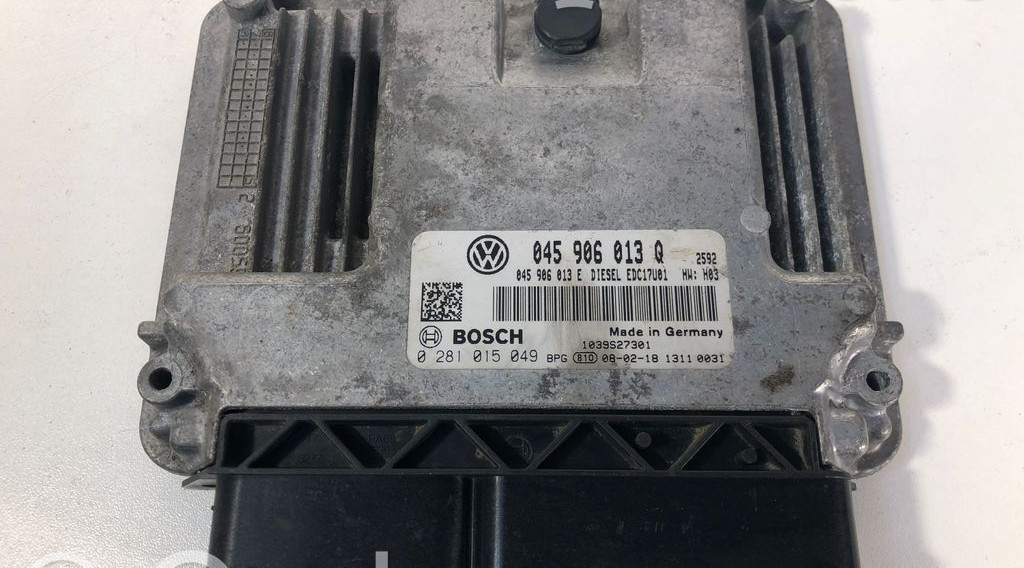 045 906 013 Q 2592
045 906 013 E DIESEL EDC17U01 HW: H03
BOSCH Made in Germany
1039S27301
0 281 015 049 BPG 810 08-02-18 1311 0031